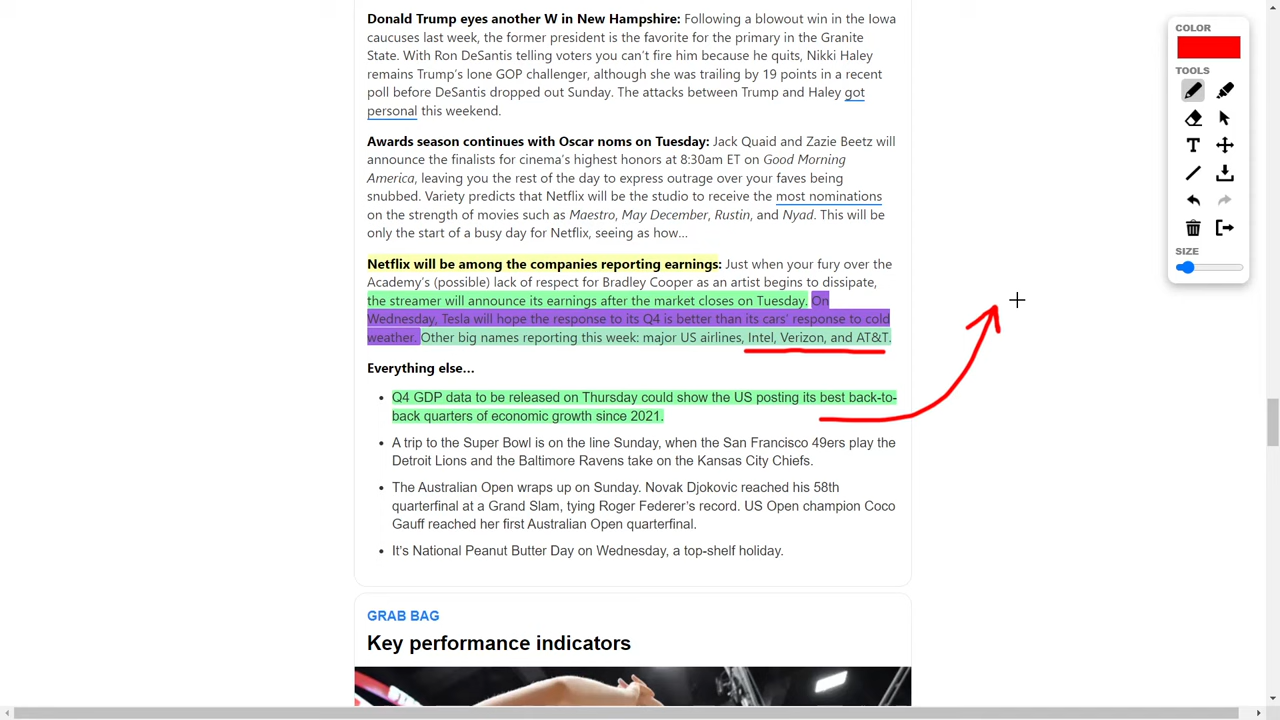 Donald Trump eyes another W in New Hampshire: Following a blowout win in the Iowa
caucuses last week, the former president is the favorite for the primary in the Granite
State. With Ron DeSantis telling voters you can’t fire him because he quits, Nikki Haley
remains Trump’s lone GOP challenger, although she was trailing by 19 points in a recent
poll before DeSantis dropped out Sunday. The attacks between Trump and Haley got
personal this weekend.
Awards season continues with Oscar noms on Tuesday: Jack Quaid and Zazie Beetz will
announce the finalists for cinema’s highest honors at 8:30am ET on Good Morning
America, leaving you the rest of the day to express outrage over your faves being
snubbed. Variety predicts that Netflix will be the studio to receive the most nominations
on the strength of movies such as Maestro, May December, Rustin, and Nyad. This will be
only the start of a busy day for Netflix, seeing as how…
Netflix will be among the companies reporting earnings: Just when your fury over the
Academy’s (possible) lack of respect for Bradley Cooper as an artist begins to dissipate,
the streamer will announce its earnings after the market closes on Tuesday. On
Wednesday, Tesla will hope the response to its Q4 is better than its cars’ response to cold
weather. Other big names reporting this week: major US airlines, Intel, Verizon, and AT&T.
Everything else…
• Q4 GDP data to be released on Thursday could show the US posting its best back-to-
back quarters of economic growth since 2021.
• A trip to the Super Bowl is on the line Sunday, when the San Francisco 49ers play the
Detroit Lions and the Baltimore Ravens take on the Kansas City Chiefs.
• The Australian Open wraps up on Sunday. Novak Djokovic reached his 58th
quarterfinal at a Grand Slam, tying Roger Federer’s record. US Open champion Coco
Gauff reached her first Australian Open quarterfinal.
• It’s National Peanut Butter Day on Wednesday, a top-shelf holiday.
GRAB BAG
Key performance indicators
COLOR
TOOLS
T
SIZE